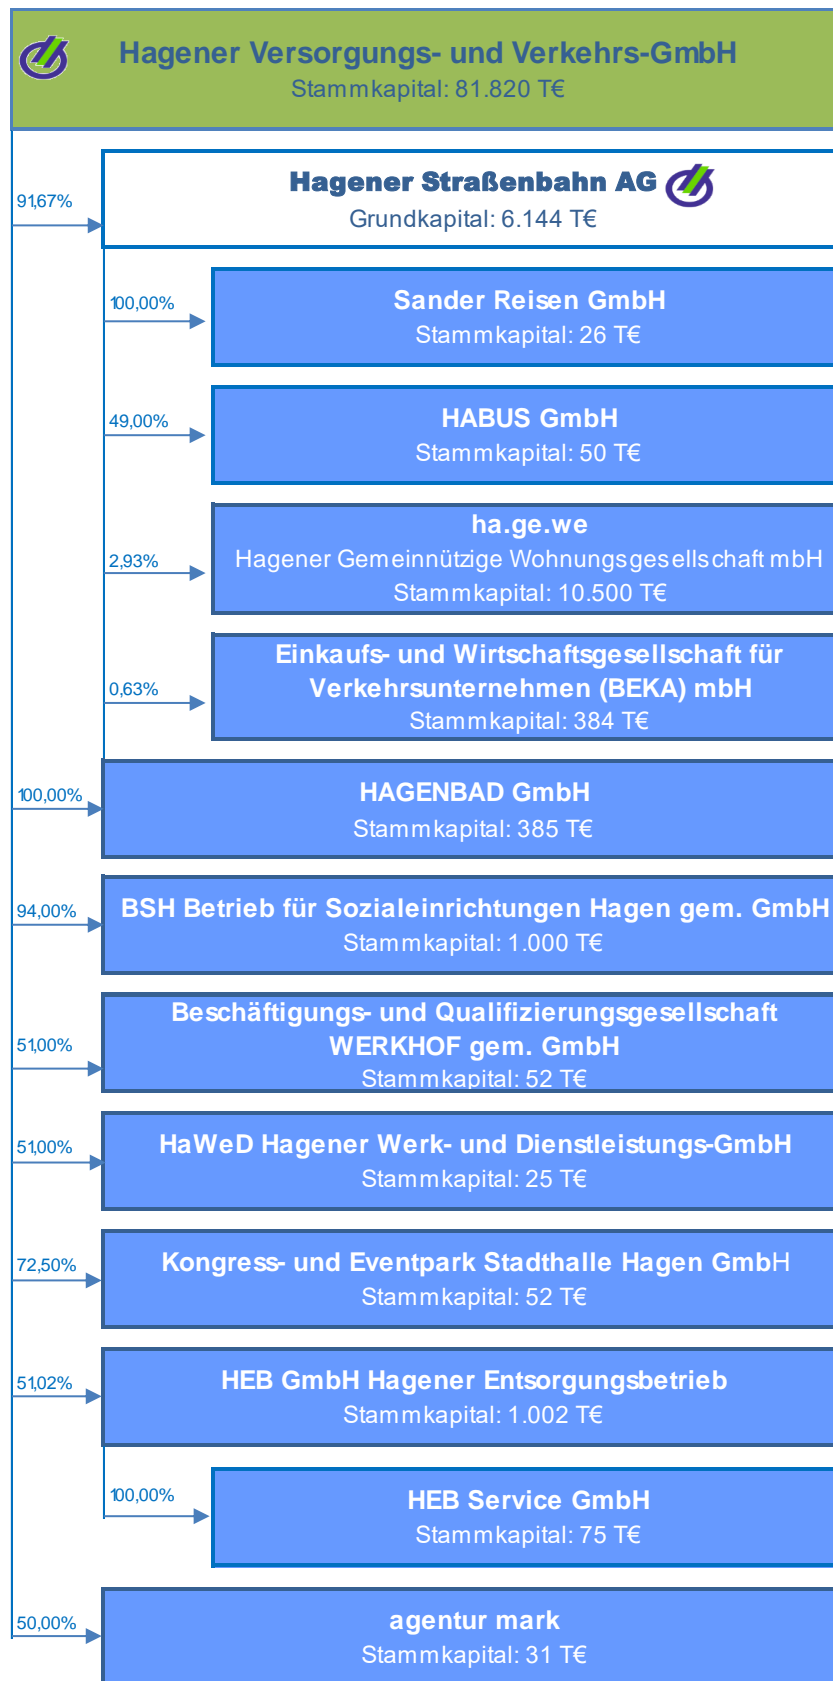 Hagener Versorgungs- und Verkehrs-GmbH
Stammkapital: 81.820 T€
91,67%
Hagener Straßenbahn AG
Grundkapital: 6.144 T€
100,00%
Sander Reisen GmbH
Stammkapital: 26 T€
49,00%
HABUS GmbH
Stammkapital: 50 T€
2,93%
ha.ge.we
Hagener Gemeinnützige Wohnungsgesellschaft mbH
Stammkapital: 10.500 T€
0,63%
Einkaufs- und Wirtschaftsgesellschaft für
Verkehrsunternehmen (BEKA) mbH
Stammkapital: 384 T€
100,00%
HAGENBAD GmbH
Stammkapital: 385 T€
94,00%
BSH Betrieb für Sozialeinrichtungen Hagen gem. GmbH
Stammkapital: 1.000 T€
51,00%
Beschäftigungs- und Qualifizierungsgesellschaft
WERKHOF gem. GmbH
Stammkapital: 52 T€
51,00%
HaWeD Hagener Werk- und Dienstleistungs-GmbH
Stammkapital: 25 T€
72,50%
Kongress- und Eventpark Stadthalle Hagen GmbH
Stammkapital: 52 T€
51,02%
HEB GmbH Hagener Entsorgungsbetrieb
Stammkapital: 1.002 T€
100,00%
HEB Service GmbH
Stammkapital: 75 T€
50,00%
agentur mark
Stammkapital: 31 T€